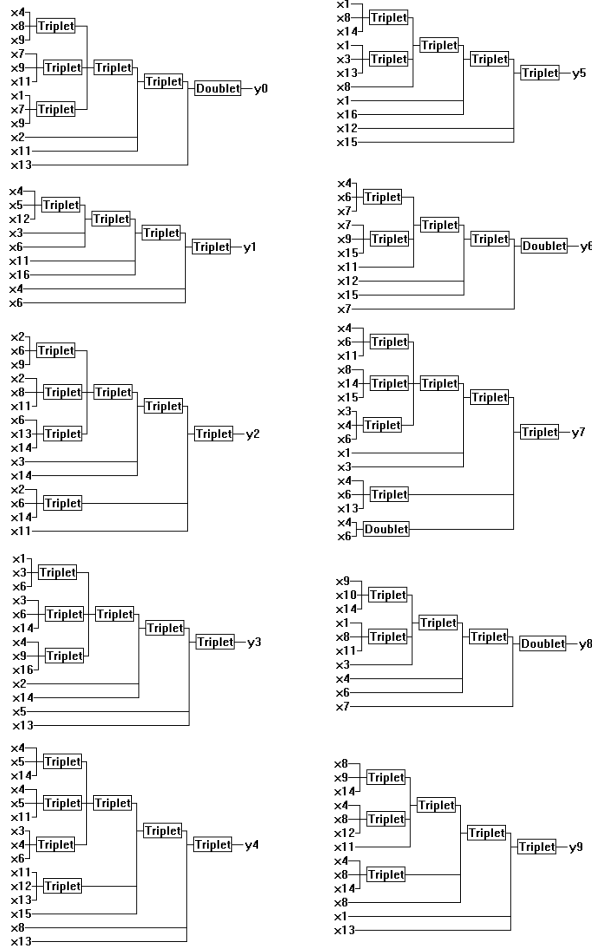 x4
x8 Triplet
x9
x7
x9 Triplet Triplet
x11 Triplet
x1 Doublet y0
x7 Triplet
x9
x2
x11
x13
x4
x5 Triplet
x12 Triplet
x3 Triplet
x6 Triplet y1
x11
x16
x4
x6
x2
x6 Triplet
x9
x2
x8 Triplet Triplet
x11 Triplet
x6
x13 Triplet Triplet y2
x14
x3
x14
x2
x6 Triplet
x14
x11
x1
x3 Triplet
x6
x3
x6 Triplet Triplet
x14 Triplet
x4 Triplet y3
x9 Triplet
x16
x2
x14
x5
x13
x4
x5 Triplet
x14
x4
x5 Triplet Triplet
x11
x3 Triplet
x4 Triplet Triplet y4
x6
x11
x12 Triplet
x13
x15
x8
x13
x1
x8 Triplet
x14
x1 Triplet
x3 Triplet Triplet
x13 Triplet y5
x8
x1
x16
x12
x15
x4
x6 Triplet
x7
x7 Triplet
x9 Triplet Triplet
x15 Doublet y6
x11
x12
x15
x7
x4
x6 Triplet
x11
x8
x14 Triplet Triplet
x15 Triplet
x3
x4 Triplet
x6 Triplet y7
x1
x3
x4
x6 Triplet
x13
x4 Doublet
x6
x9
x10 Triplet
x14
x1 Triplet
x8 Triplet Triplet
x11 Doublet y8
x3
x4
x6
x7
x8
x9 Triplet
x14
x4 Triplet
x8 Triplet
x12 Triplet
x11 Triplet y9
x4
x8 Triplet
x14
x8
x1
x13